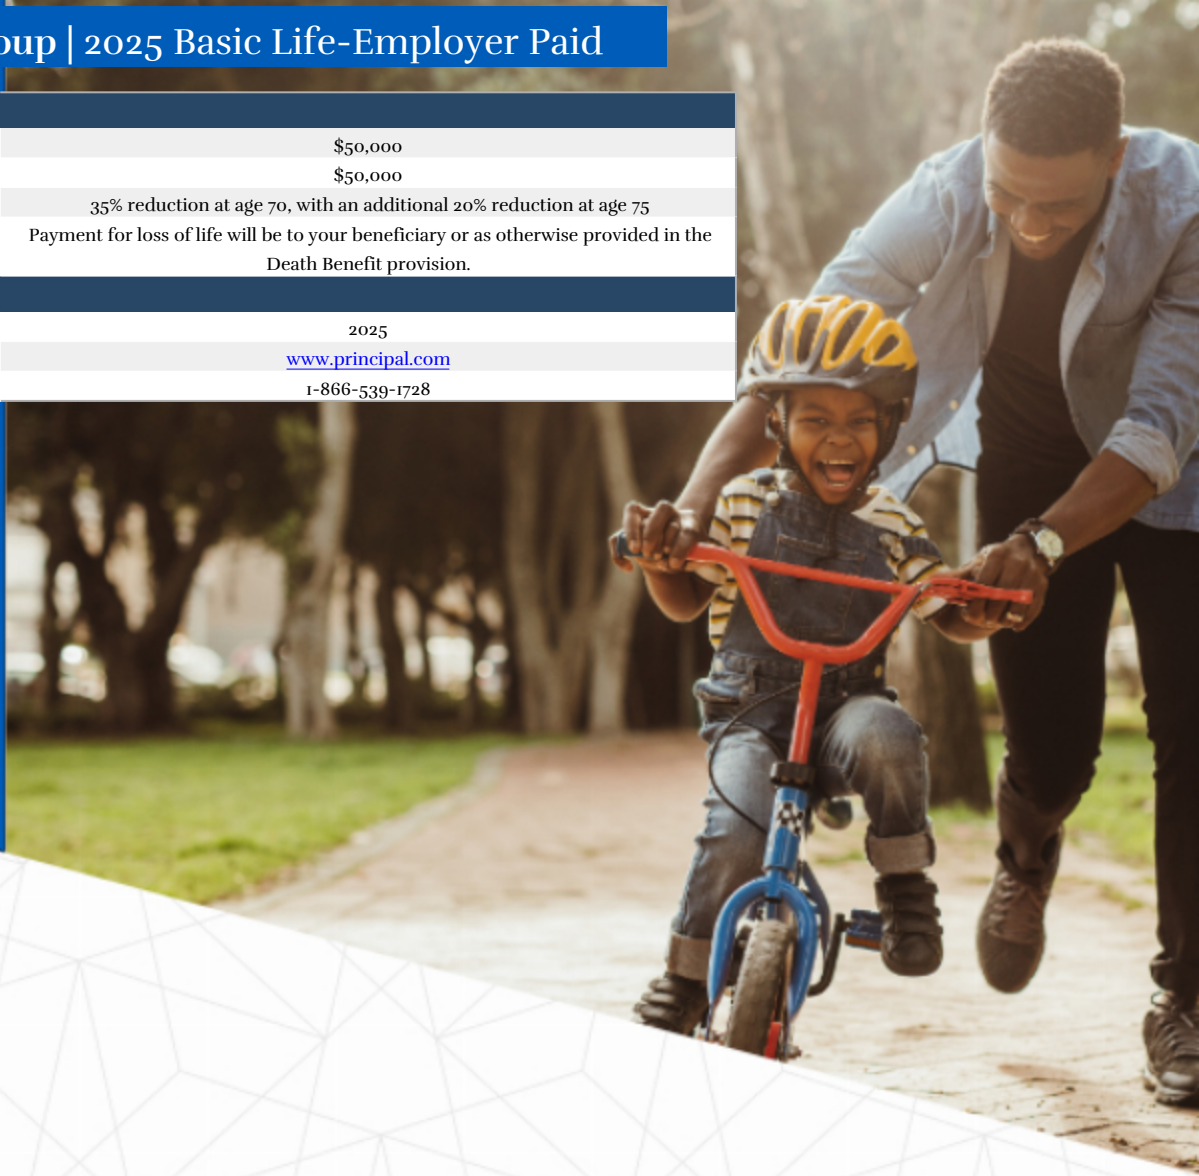 | 2025 Basic Life-Employer Paid
$50,000
$50,000
35% reduction at age 70, with an additional 20% reduction at age 75
Payment for loss of life will be to your beneficiary or as otherwise provided in the
Death Benefit provision.
2025
www.principal.com
1-866-539-1728